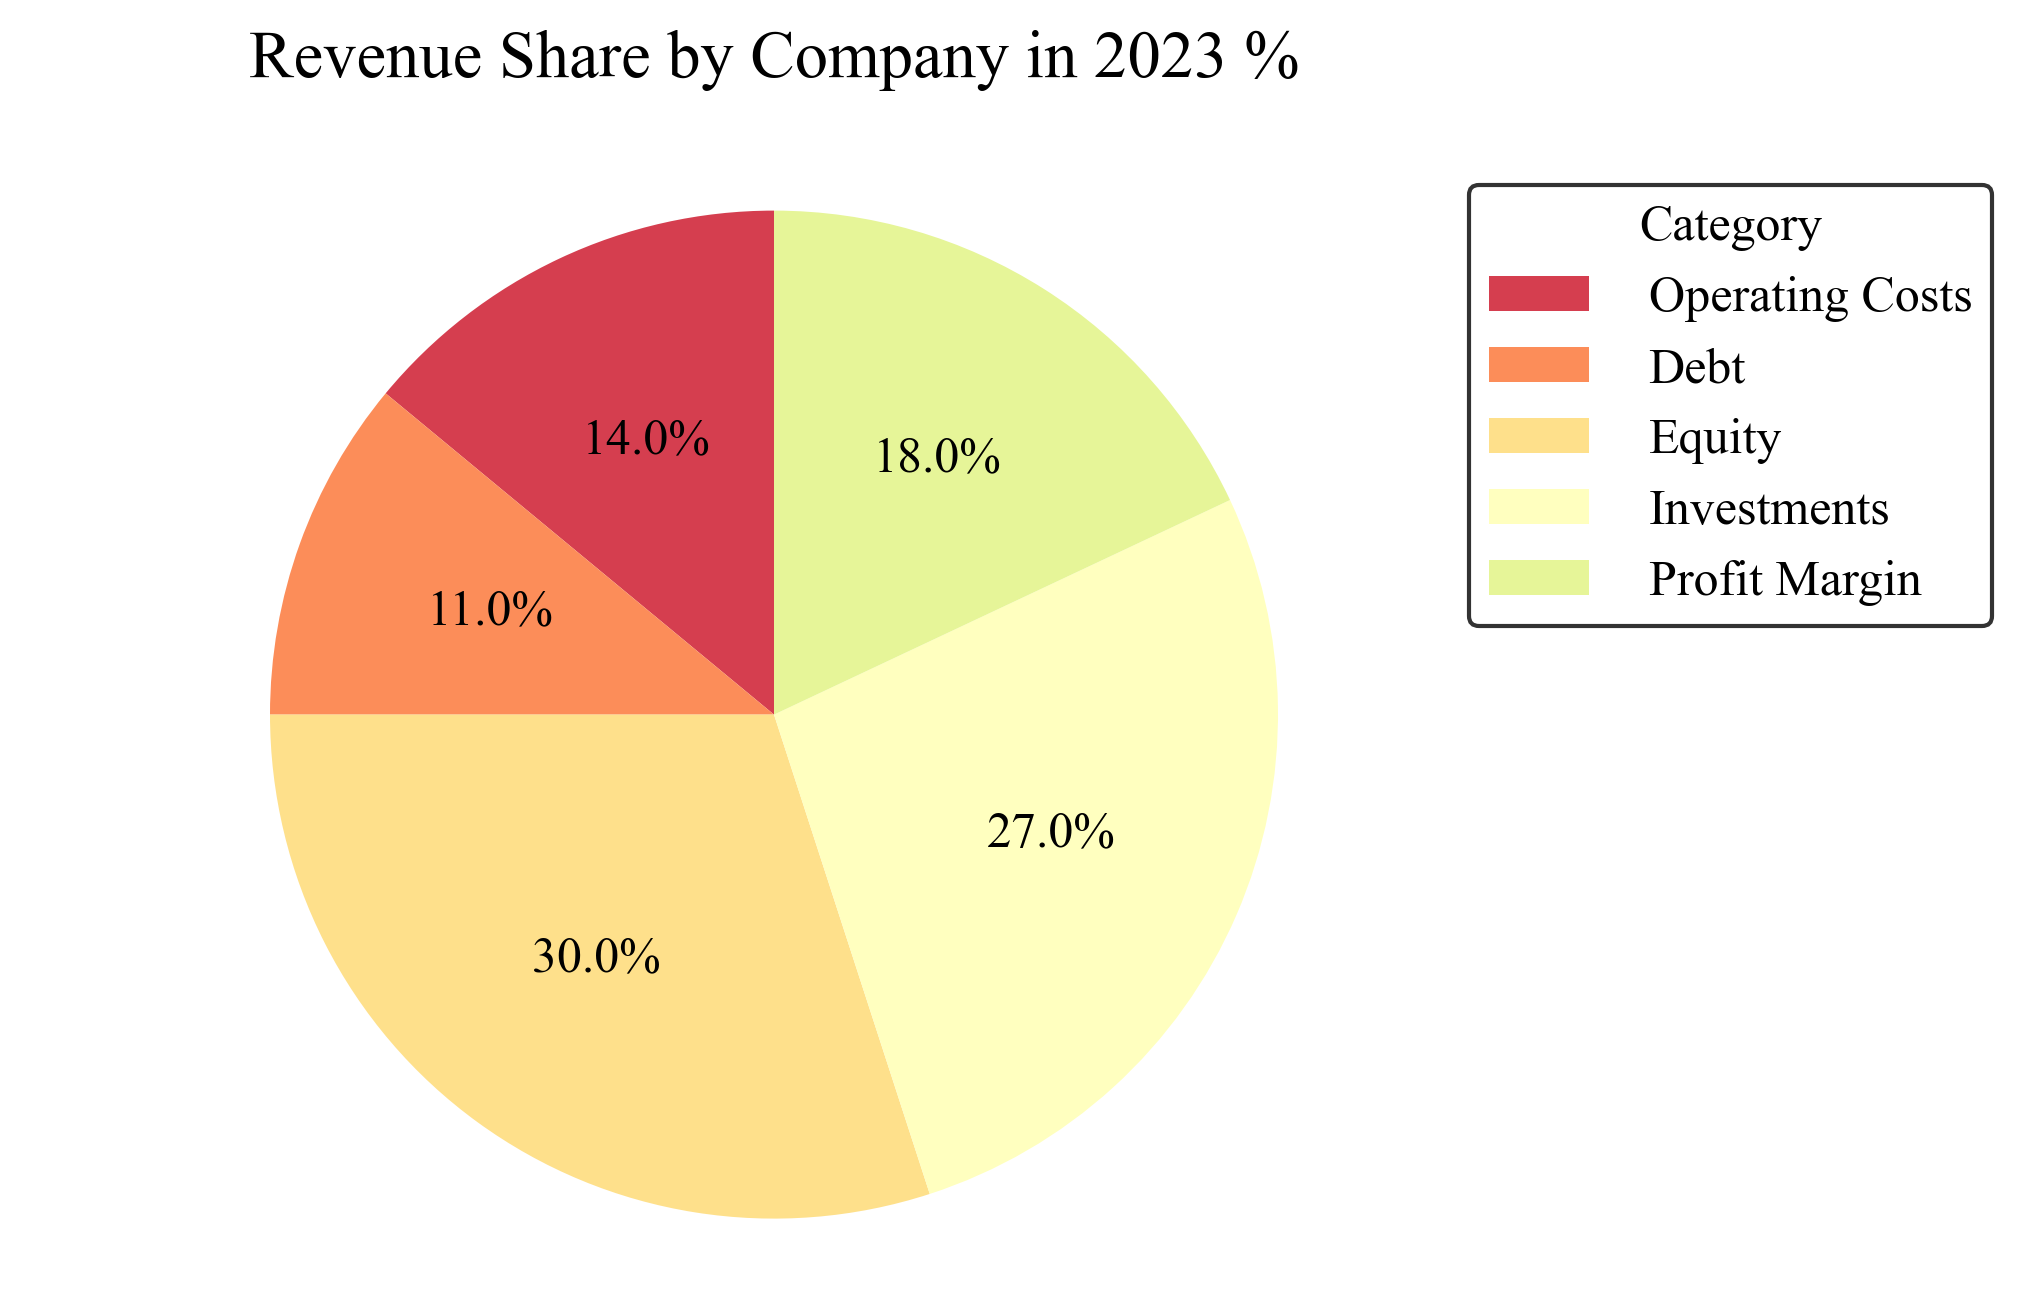 Revenue Share by Company in 2023 %
Category
Operating Costs
Debt
Equity
Investments
Profit Margin
14.0%
18.0%
11.0%
27.0%
30.0%